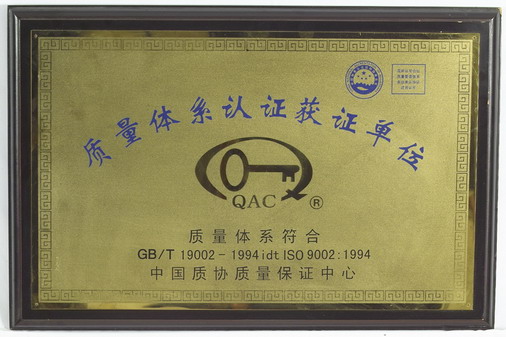 质量体系认证获证单位
QAC ®
质量体系符合
GB/T 19002-1994 idt ISO 9002:1994
中国质协质量保证中心